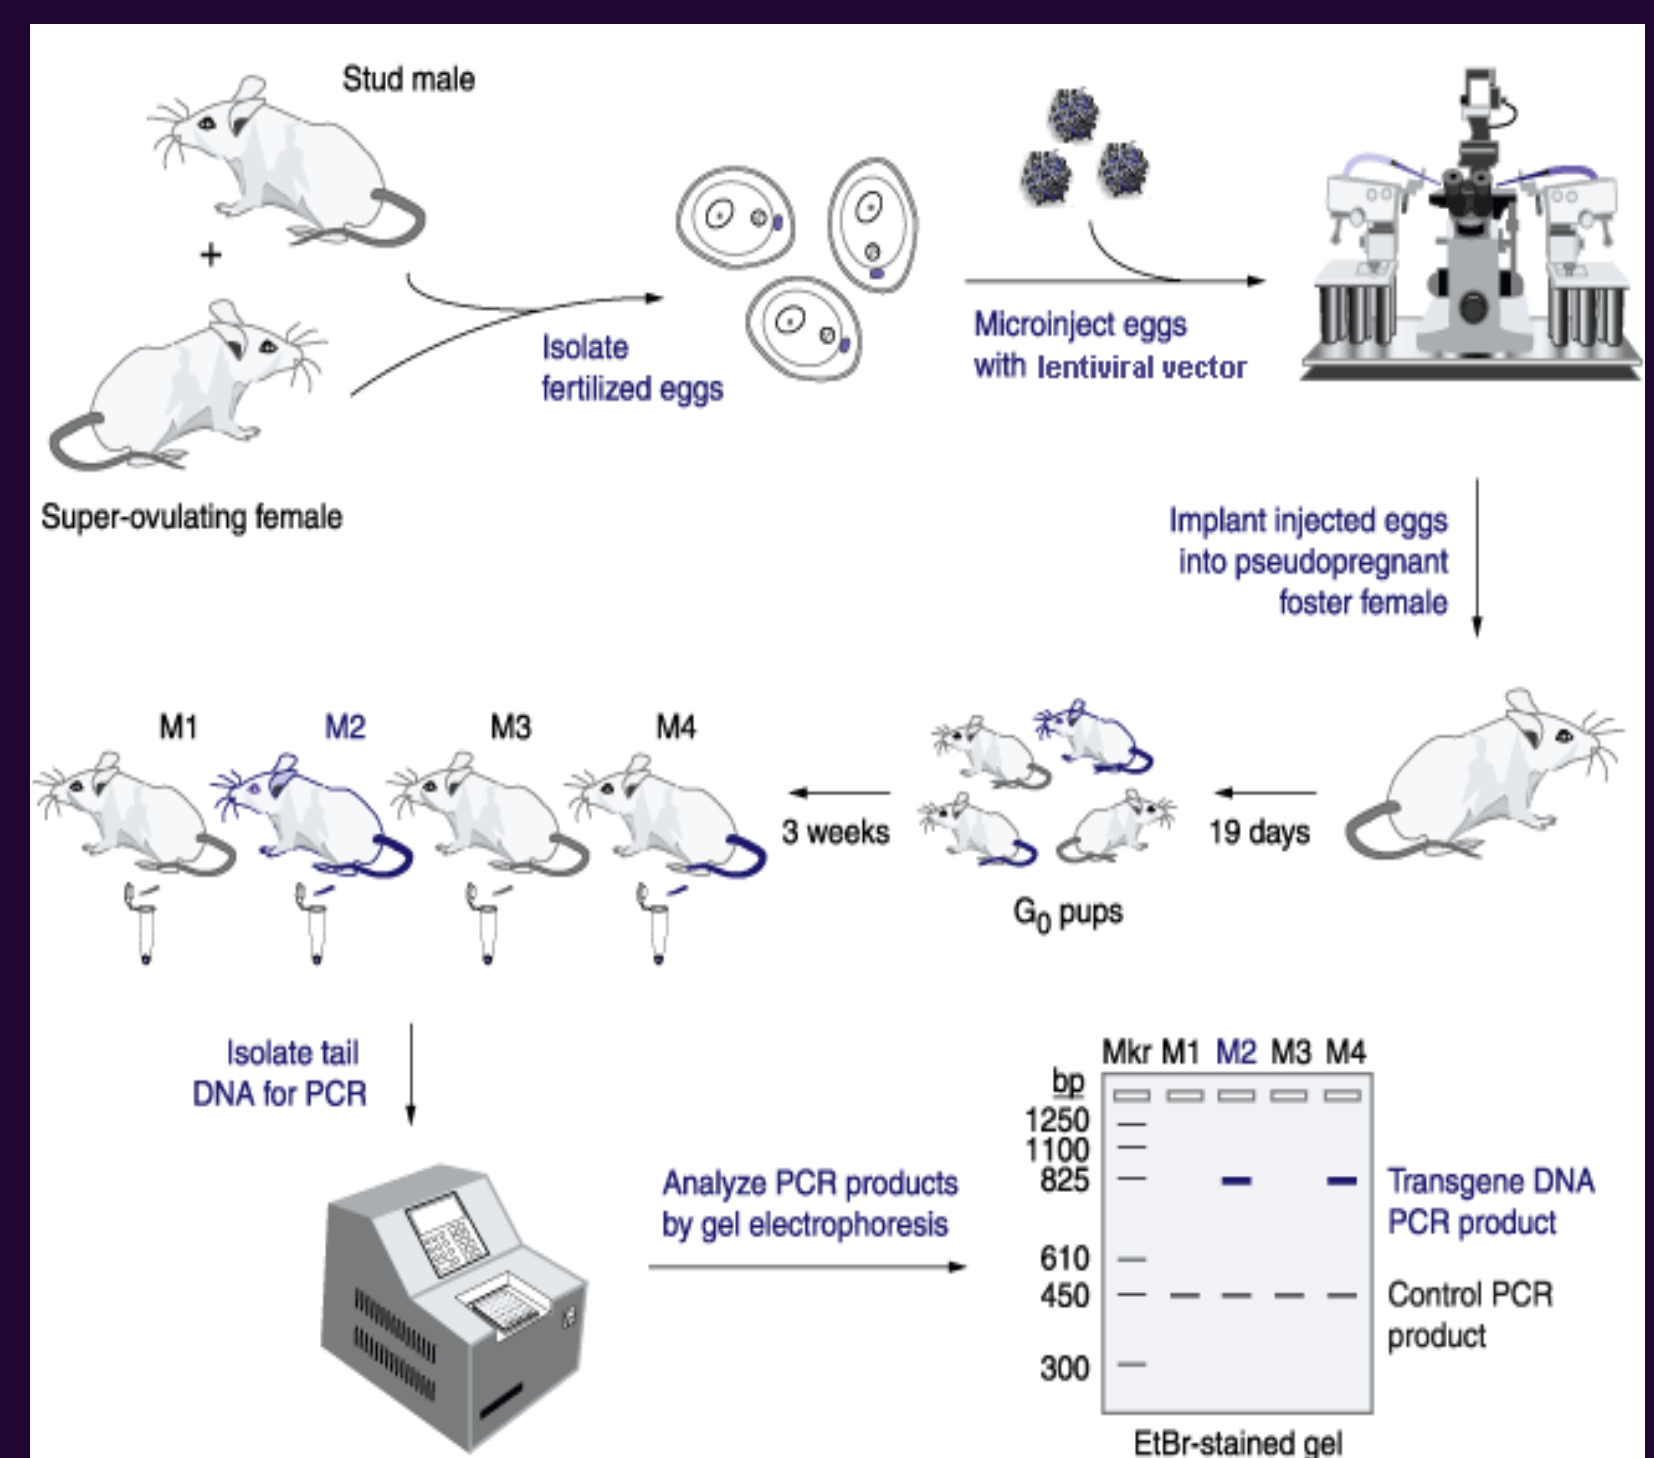 Stud male
+
Super-ovulating female
Isolate
fertilized eggs
Microinject eggs
with lentiviral vector
Implant injected eggs
into pseudopregnant
foster female
19 days
G0 pups
3 weeks
M1 M2 M3 M4
Isolate tail
DNA for PCR
Analyze PCR products
by gel electrophoresis
Mkr M1 M2 M3 M4
bp
1250
1100
825
610
450
300
Transgene DNA
PCR product
Control PCR
product
EtBr-stained gel